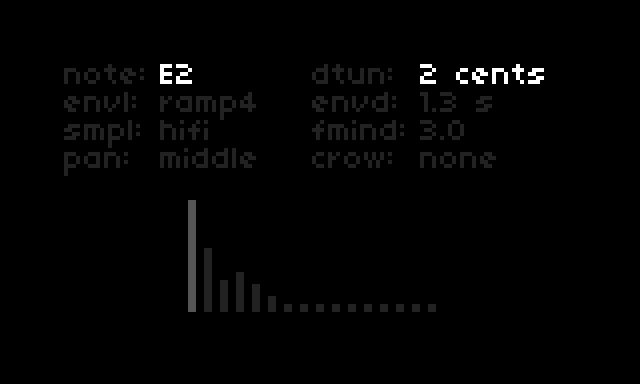 note: E2 dtun: 2 cents
envl: ramp4 envd: 1.3 s
smpl: hifi fmind: 3.0
pan: middle crow: none